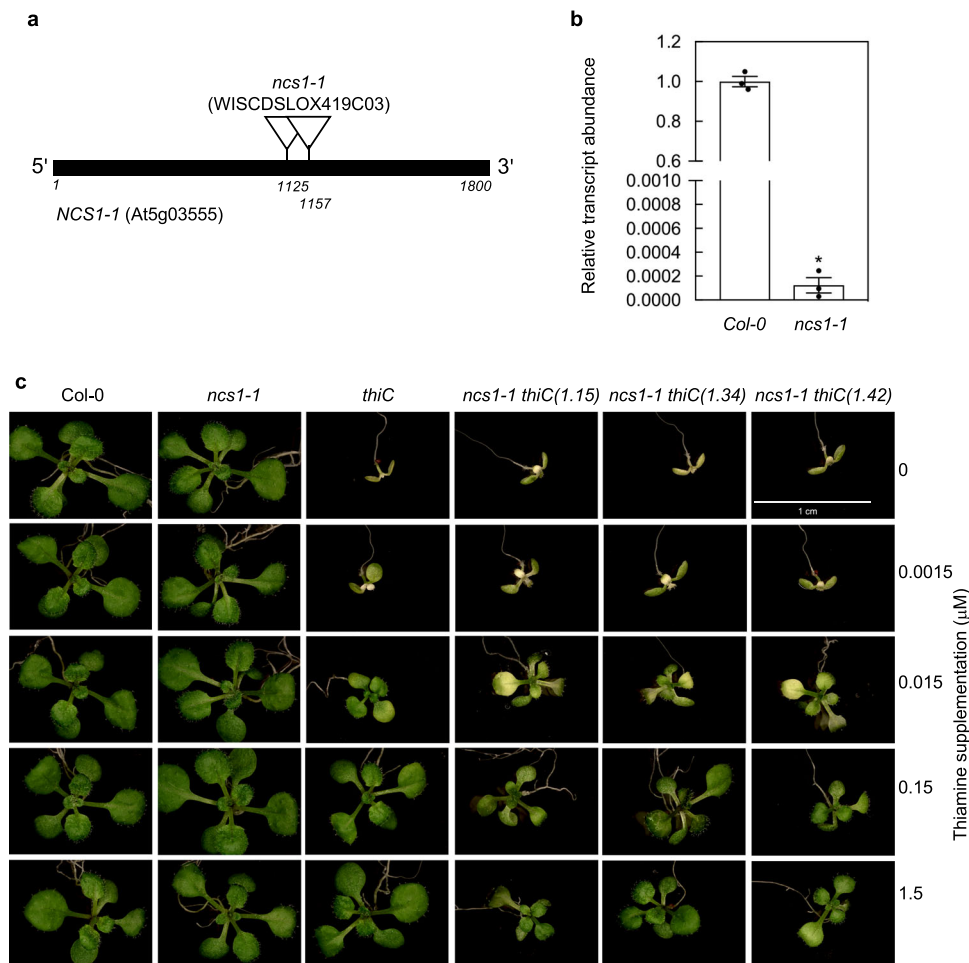 a
ncs1-1
(WISCDSLOX419C03)
5' 3'
1 1125 1800
1157
NCS1-1 (At5g03555)
b
Relative transcript abundance
1.2
1.0
0.8
0.6
0.0010
0.0008
0.0006
0.0004
0.0002
0.0000
*
Col-0 ncs1-1
c
Col-0 ncs1-1 thiC ncs1-1 thiC(1.15) ncs1-1 thiC(1.34) ncs1-1 thiC(1.42)
0
1 cm
0.0015
0.015
0.15
1.5
Thiamine supplementation (µM)